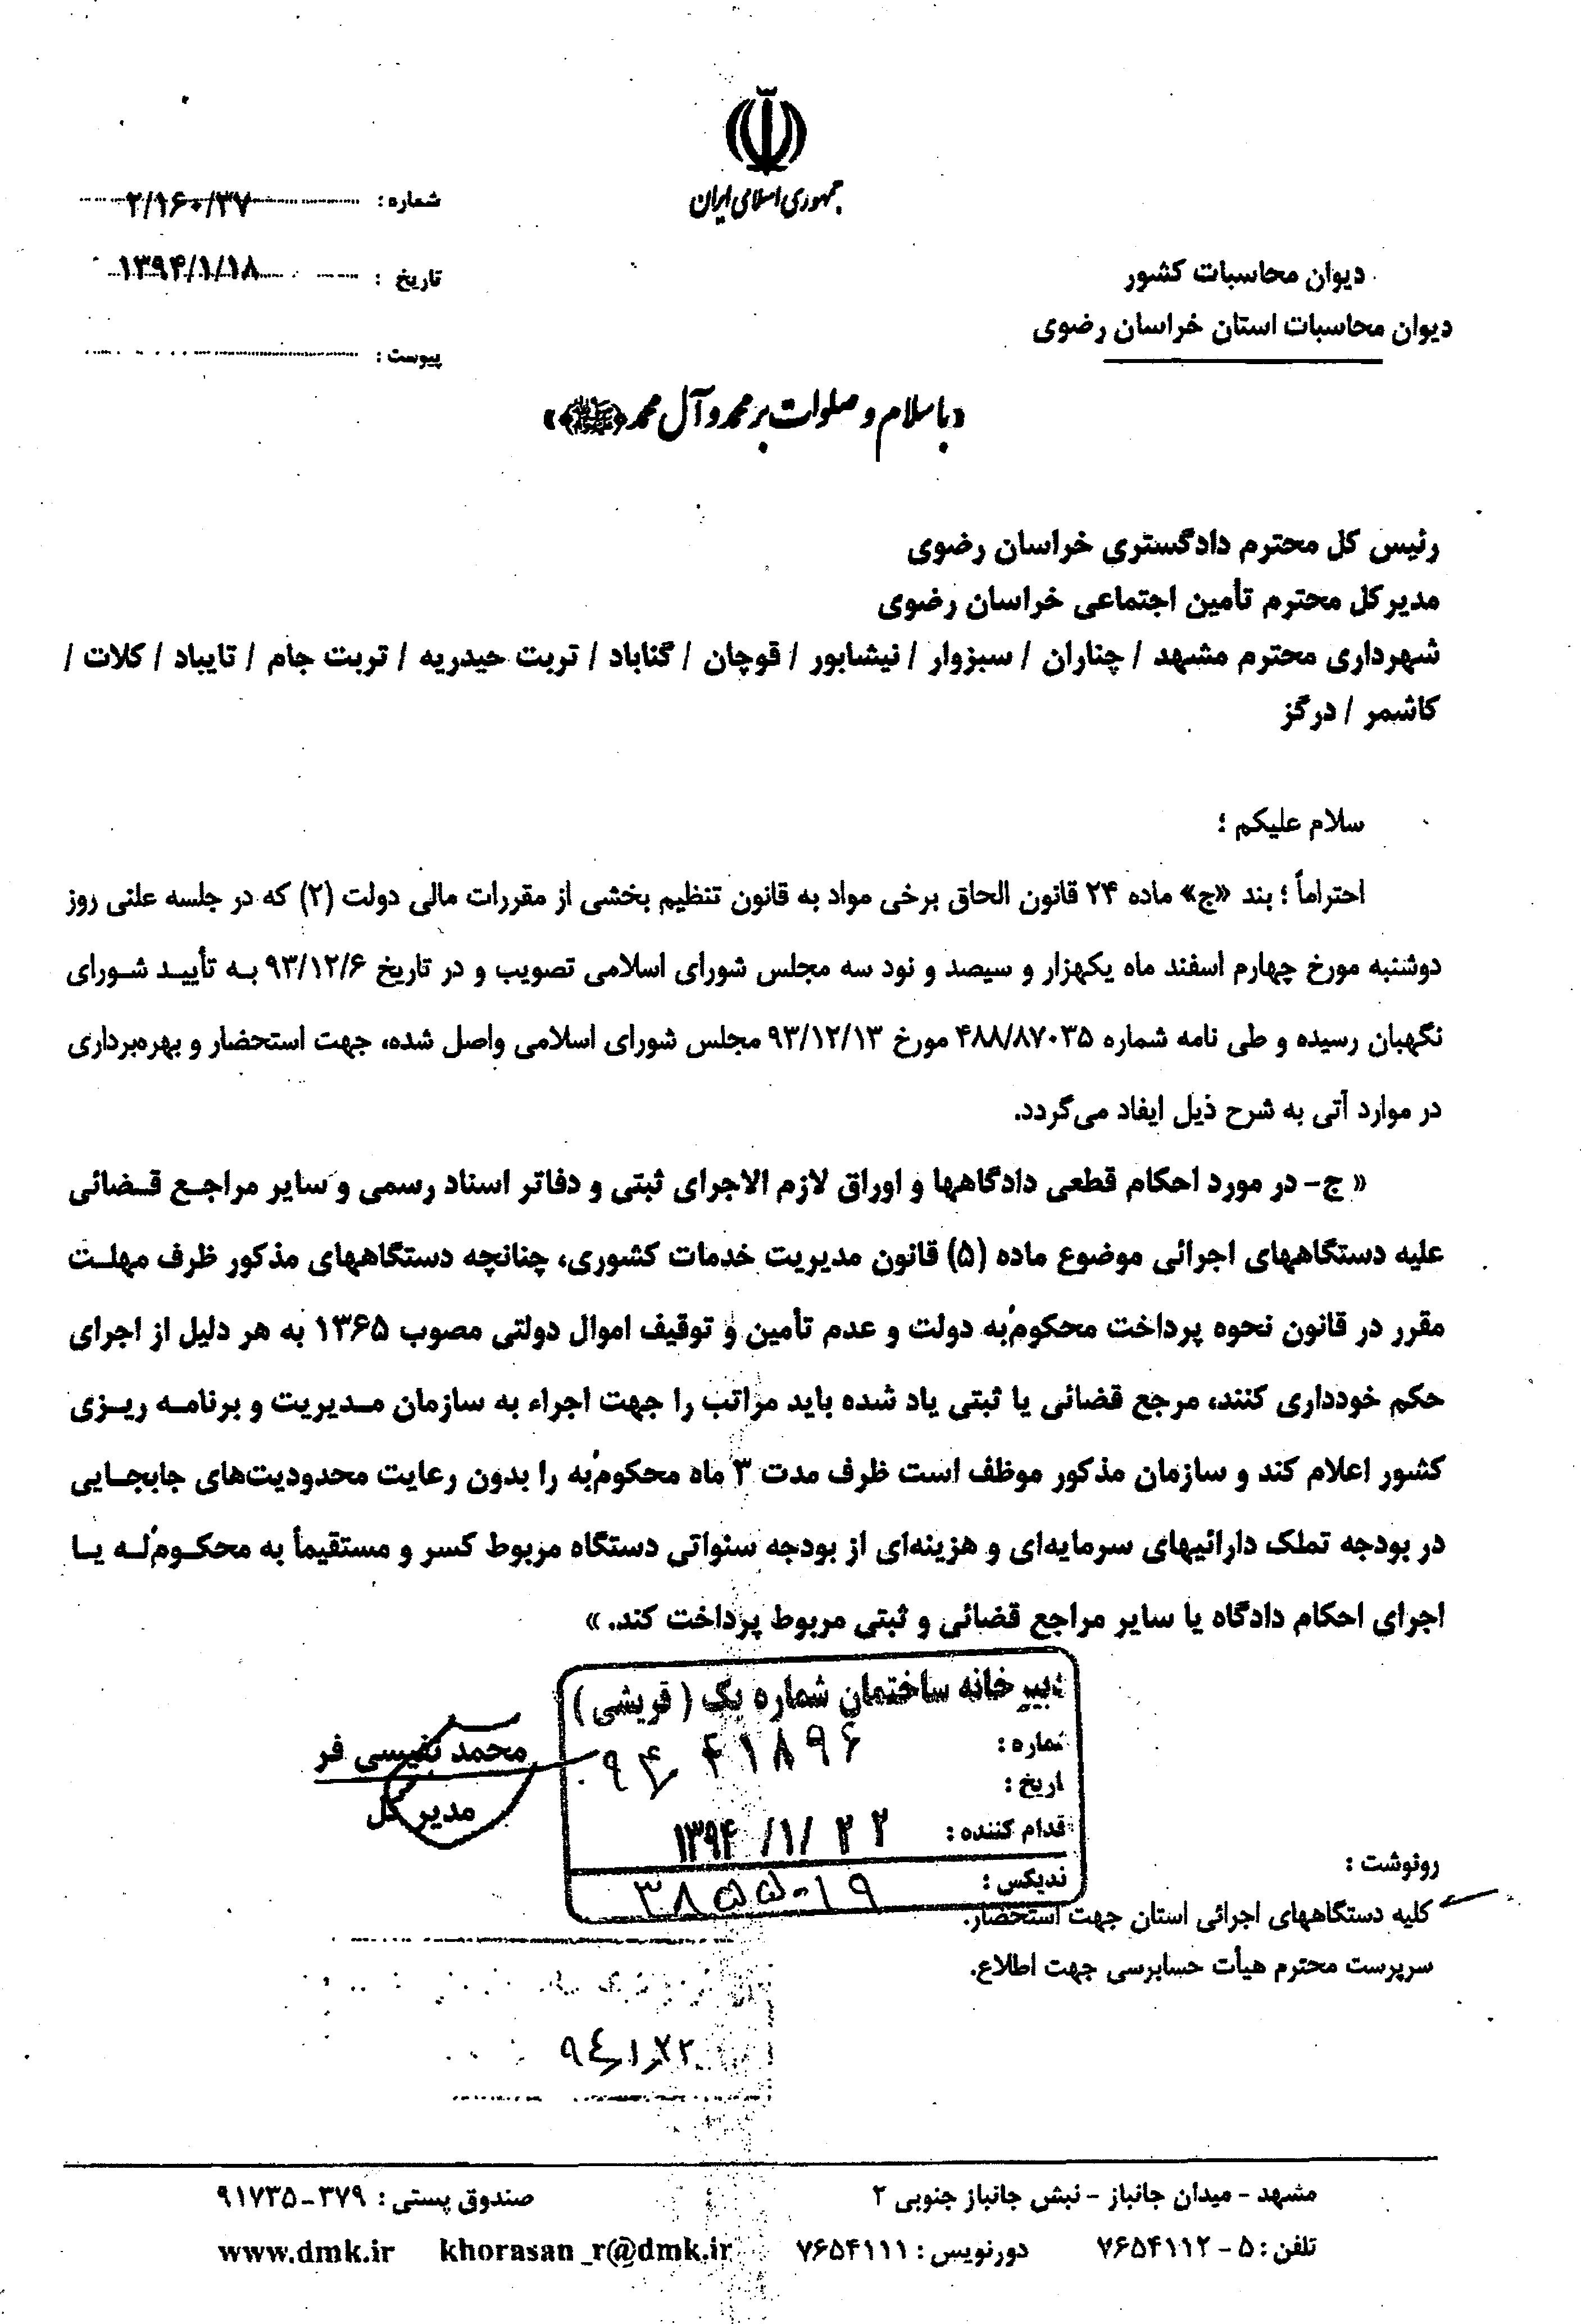 جمهوری اسلامی ایران
شماره : ۲/۱۶۰/۳۷
تاریخ : ۱۳۹۴/۱/۱۸
پیوست :
دیوان محاسبات کشور
دیوان محاسبات استان خراسان رضوی
«با سلام و صلوات بر محمد و آل محمد (ﷺ)»
رئیس کل محترم دادگستری خراسان رضوی
مدیرکل محترم تأمین اجتماعی خراسان رضوی
شهرداری محترم مشهد / چناران / سبزوار / نیشابور / قوچان / گناباد / تربت حیدریه / تربت جام / تایباد / کلات /
کاشمر / درگز
سلام علیکم ؛
احتراماً ؛ بند «ج» ماده ۲۴ قانون الحاق برخی مواد به قانون تنظیم بخشی از مقررات مالی دولت (۲) که در جلسه علنی روز
دوشنبه مورخ چهارم اسفند ماه یکهزار و سیصد و نود سه مجلس شورای اسلامی تصویب و در تاریخ ۹۳/۱۲/۶ به تأیید شورای
نگهبان رسیده و طی نامه شماره ۴۸۸/۸۷۰۳۵ مورخ ۹۳/۱۲/۱۳ مجلس شورای اسلامی واصل شده، جهت استحضار و بهره‌برداری
در موارد آتی به شرح ذیل ایفاد می‌گردد.
« ج- در مورد احکام قطعی دادگاهها و اوراق لازم الاجرای ثبتی و دفاتر اسناد رسمی و سایر مراجع قضائی
علیه دستگاههای اجرائی موضوع ماده (۵) قانون مدیریت خدمات کشوری، چنانچه دستگاههای مذکور ظرف مهلت
مقرر در قانون نحوه پرداخت محکوم‌ٌبه دولت و عدم تأمین و توقیف اموال دولتی مصوب ۱۳۶۵ به هر دلیل از اجرای
حکم خودداری کنند، مرجع قضائی یا ثبتی یاد شده باید مراتب را جهت اجراء به سازمان مدیریت و برنامه ریزی
کشور اعلام کند و سازمان مذکور موظف است ظرف مدت ۳ ماه محکوم‌ٌبه را بدون رعایت محدودیت‌های جابجایی
در بودجه تملک دارائیهای سرمایه‌ای و هزینه‌ای از بودجه سنواتی دستگاه مربوط کسر و مستقیماً به محکوم‌ٌله یا
اجرای احکام دادگاه یا سایر مراجع قضائی و ثبتی مربوط پرداخت کند. »
دبیرخانه ساختمان شماره یک ( قریشی )
شماره : ۹۴/ ۴۱۸۹۶
تاریخ :
اقدام کننده : ۱۳۹۴ /۱/ ۲۲
اندیکس : ۳۸۵۵-۱۹
محمد نفیسی فر
مدیر کل
رونوشت :
کلیه دستگاههای اجرائی استان جهت استحضار.
سرپرست محترم هیأت حسابرسی جهت اطلاع.
۹۴/۱/۲۲
مشهد - میدان جانباز - نبش جانباز جنوبی ۲
صندوق پستی : ۳۷۹-۹۱۷۳۵
تلفن : ۵ - ۷۶۵۴۱۱۲
دورنویس : ۷۶۵۴۱۱۱
khorasan_r@dmk.ir
www.dmk.ir